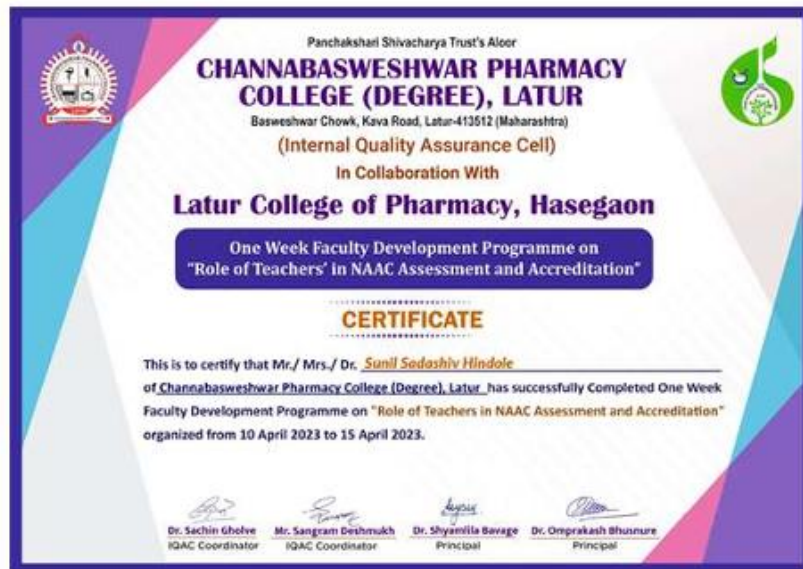 Panchakshari Shivacharya Trust's Aloor
CHANNABASWESHWAR PHARMACY
COLLEGE (DEGREE), LATUR
Basweshwar Chowk, Kava Road, Latur-413512 (Maharashtra)
(Internal Quality Assurance Cell)
In Collaboration With
Latur College of Pharmacy, Hasegaon
One Week Faculty Development Programme on
"Role of Teachers' in NAAC Assessment and Accreditation"
CERTIFICATE
This is to certify that Mr./ Mrs./ Dr. Sunil Sadashiv Hindole
of Channabasweshwar Pharmacy College (Degree), Latur has successfully Completed One Week
Faculty Development Programme on "Role of Teachers in NAAC Assessment and Accreditation"
organized from 10 April 2023 to 15 April 2023.
Dr. Sachin Gholve Mr. Sangram Deshmukh Dr. Shyamlila Bavage Dr. Omprakash Bhusnure
IQAC Coordinator IQAC Coordinator Principal Principal